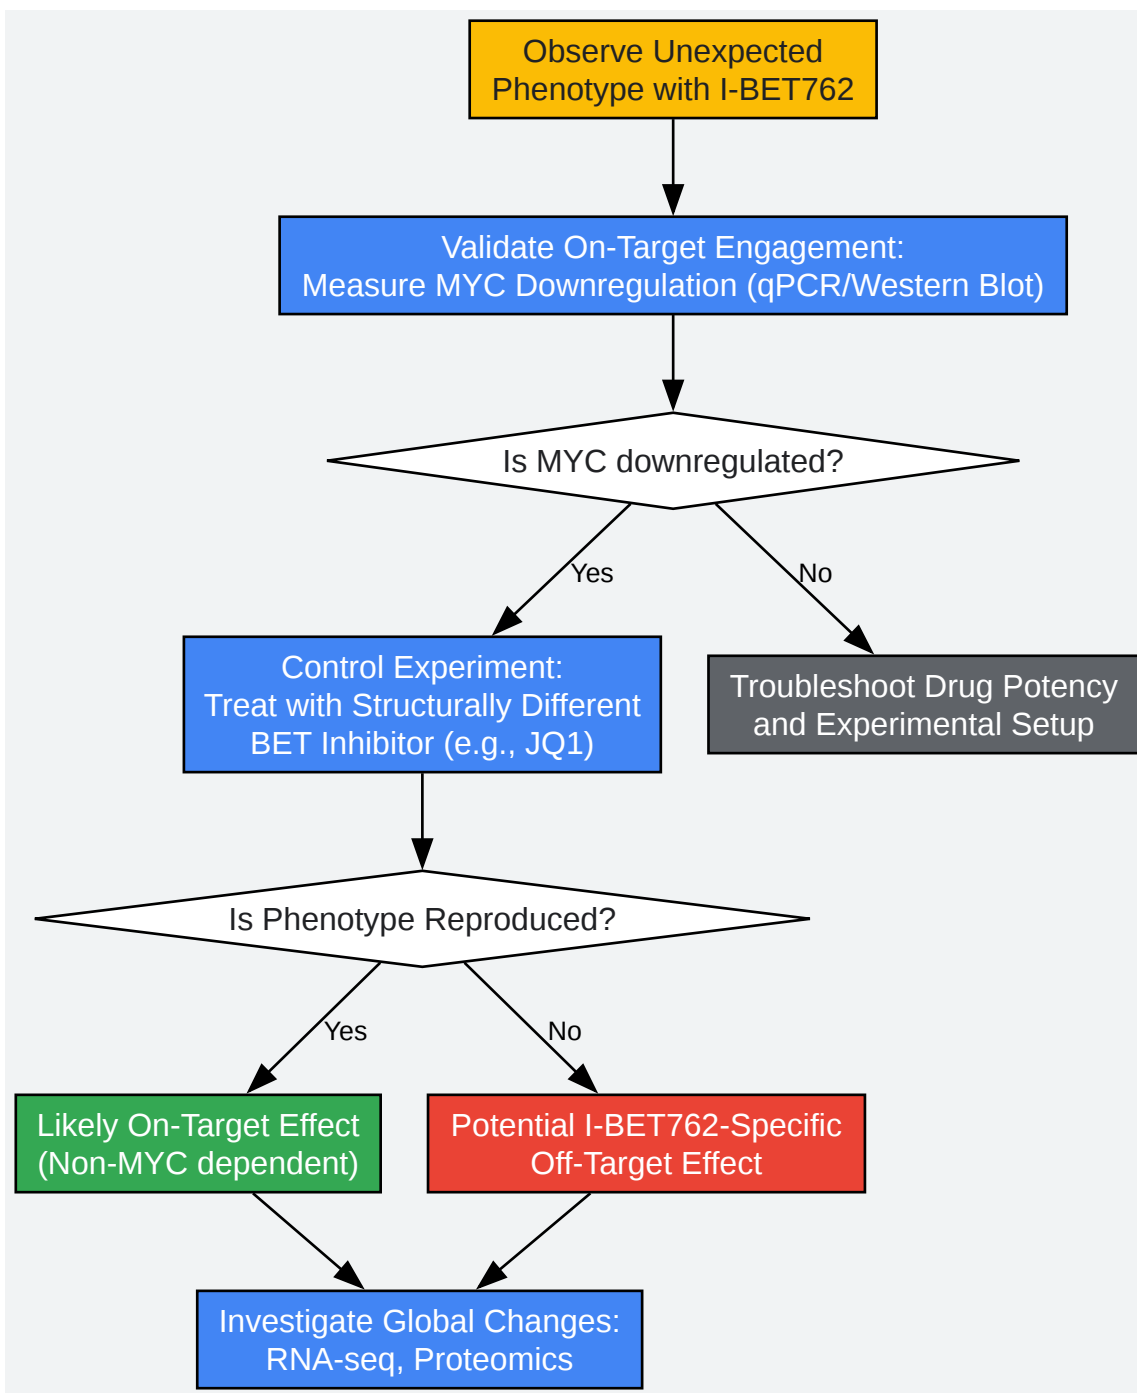 Observe Unexpected
Phenotype with I-BET762
Validate On-Target Engagement:
Measure MYC Downregulation (qPCR/Western Blot)
Is MYC downregulated?
Yes
No
Control Experiment:
Treat with Structurally Different
BET Inhibitor (e.g., JQ1)
Troubleshoot Drug Potency
and Experimental Setup
Is Phenotype Reproduced?
Yes
No
Likely On-Target Effect
(Non-MYC dependent)
Potential I-BET762-Specific
Off-Target Effect
Investigate Global Changes:
RNA-seq, Proteomics